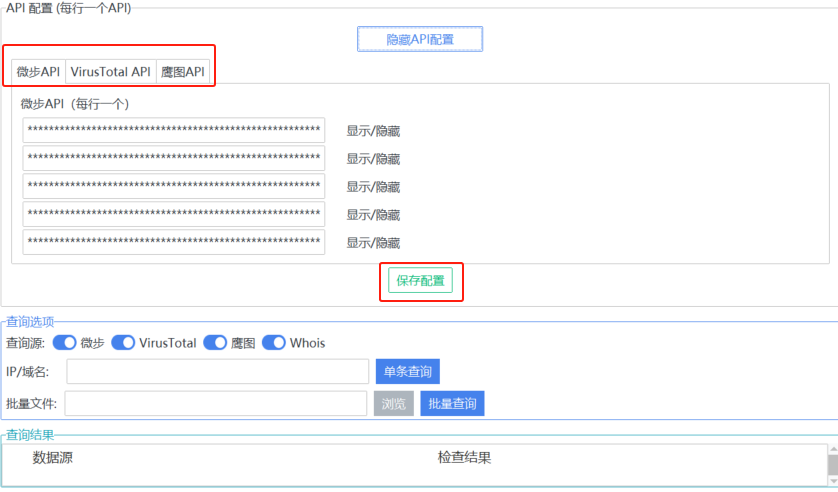 API 配置 (每行一个API)
隐藏API配置
微步API VirusTotal API 鹰图API
微步API（每行一个）
******************************************************* 显示/隐藏
******************************************************* 显示/隐藏
******************************************************* 显示/隐藏
******************************************************* 显示/隐藏
******************************************************* 显示/隐藏
保存配置
查询选项
查询源: 微步 VirusTotal 鹰图 Whois
IP/域名: 单条查询
批量文件: 浏览 批量查询
查询结果
数据源 检查结果